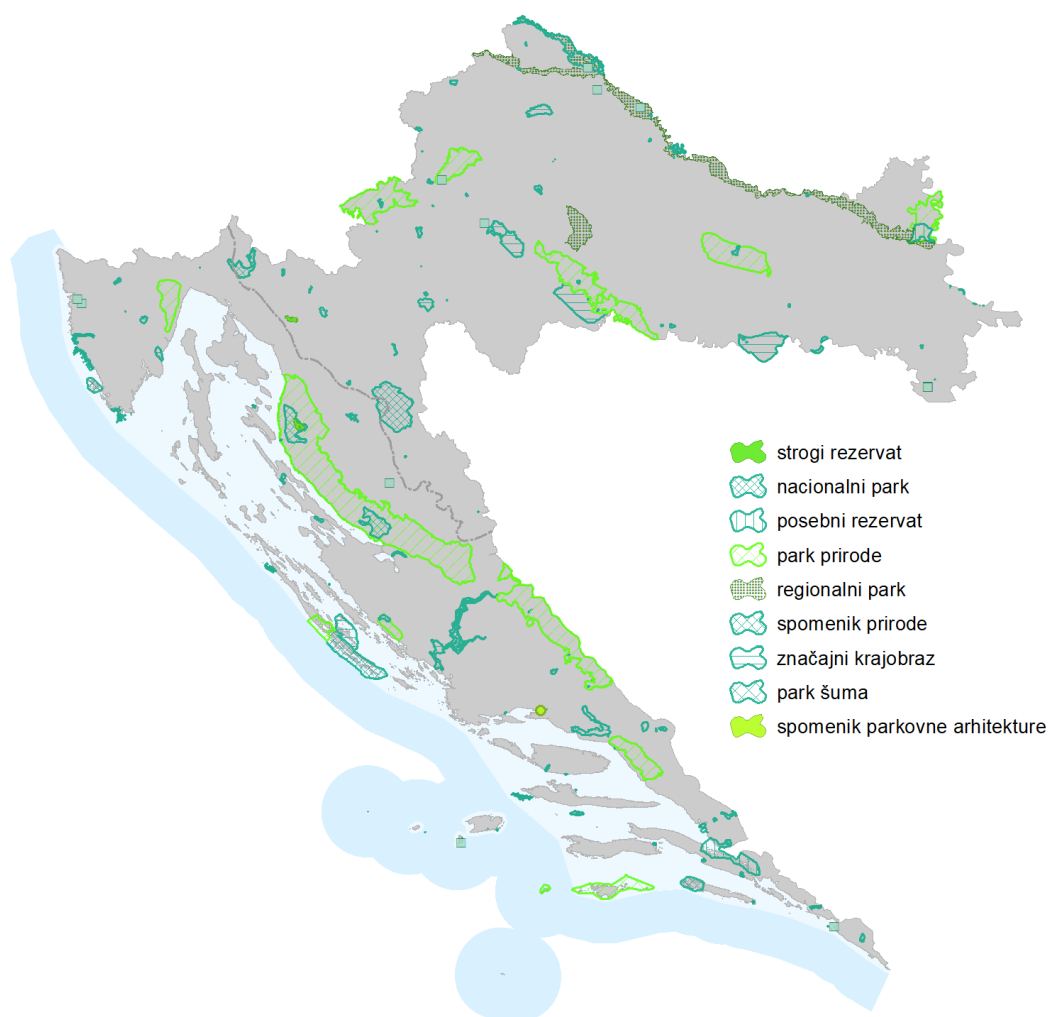 strogi rezervat
nacionalni park
posebni rezervat
park prirode
regionalni park
spomenik prirode
značajni krajobraz
park šuma
spomenik parkovne arhitekture